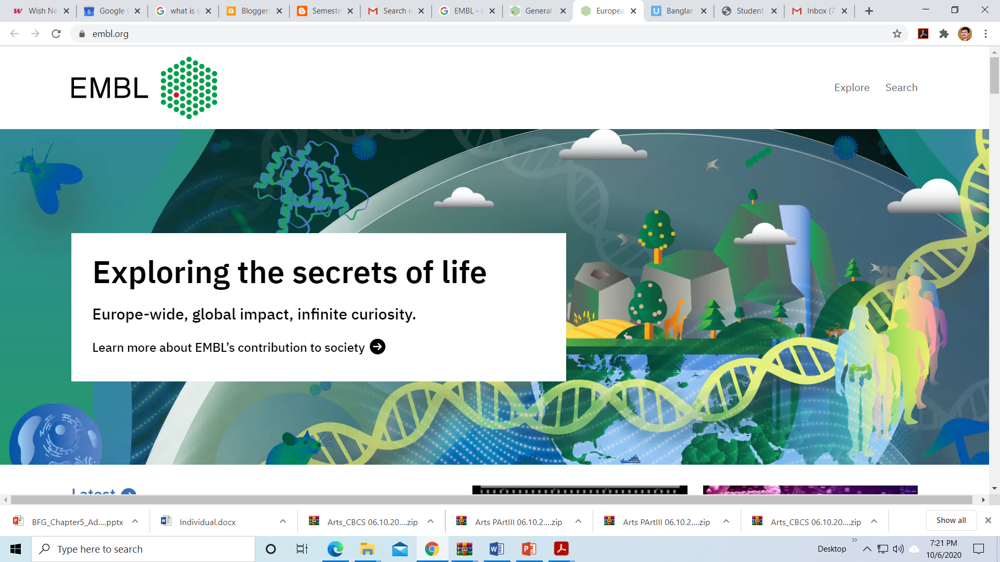 Wish Ne
Google C
what is s
Blogger:
Semeste
Search r
EMBL - G
General
Europea
Banglar
Student
Inbox (7
embl.org
EMBL
Explore
Search
Exploring the secrets of life
Europe-wide, global impact, infinite curiosity.
Learn more about EMBL’s contribution to society
Latest
BFG_Chapter5_Ad....pptx
Individual.docx
Arts_CBCS 06.10.20....zip
Arts PArtIII 06.10.2....zip
Arts PArtIII 06.10.2....zip
Arts_CBCS 06.10.20....zip
Show all
Type here to search
Desktop
7:21 PM
10/6/2020